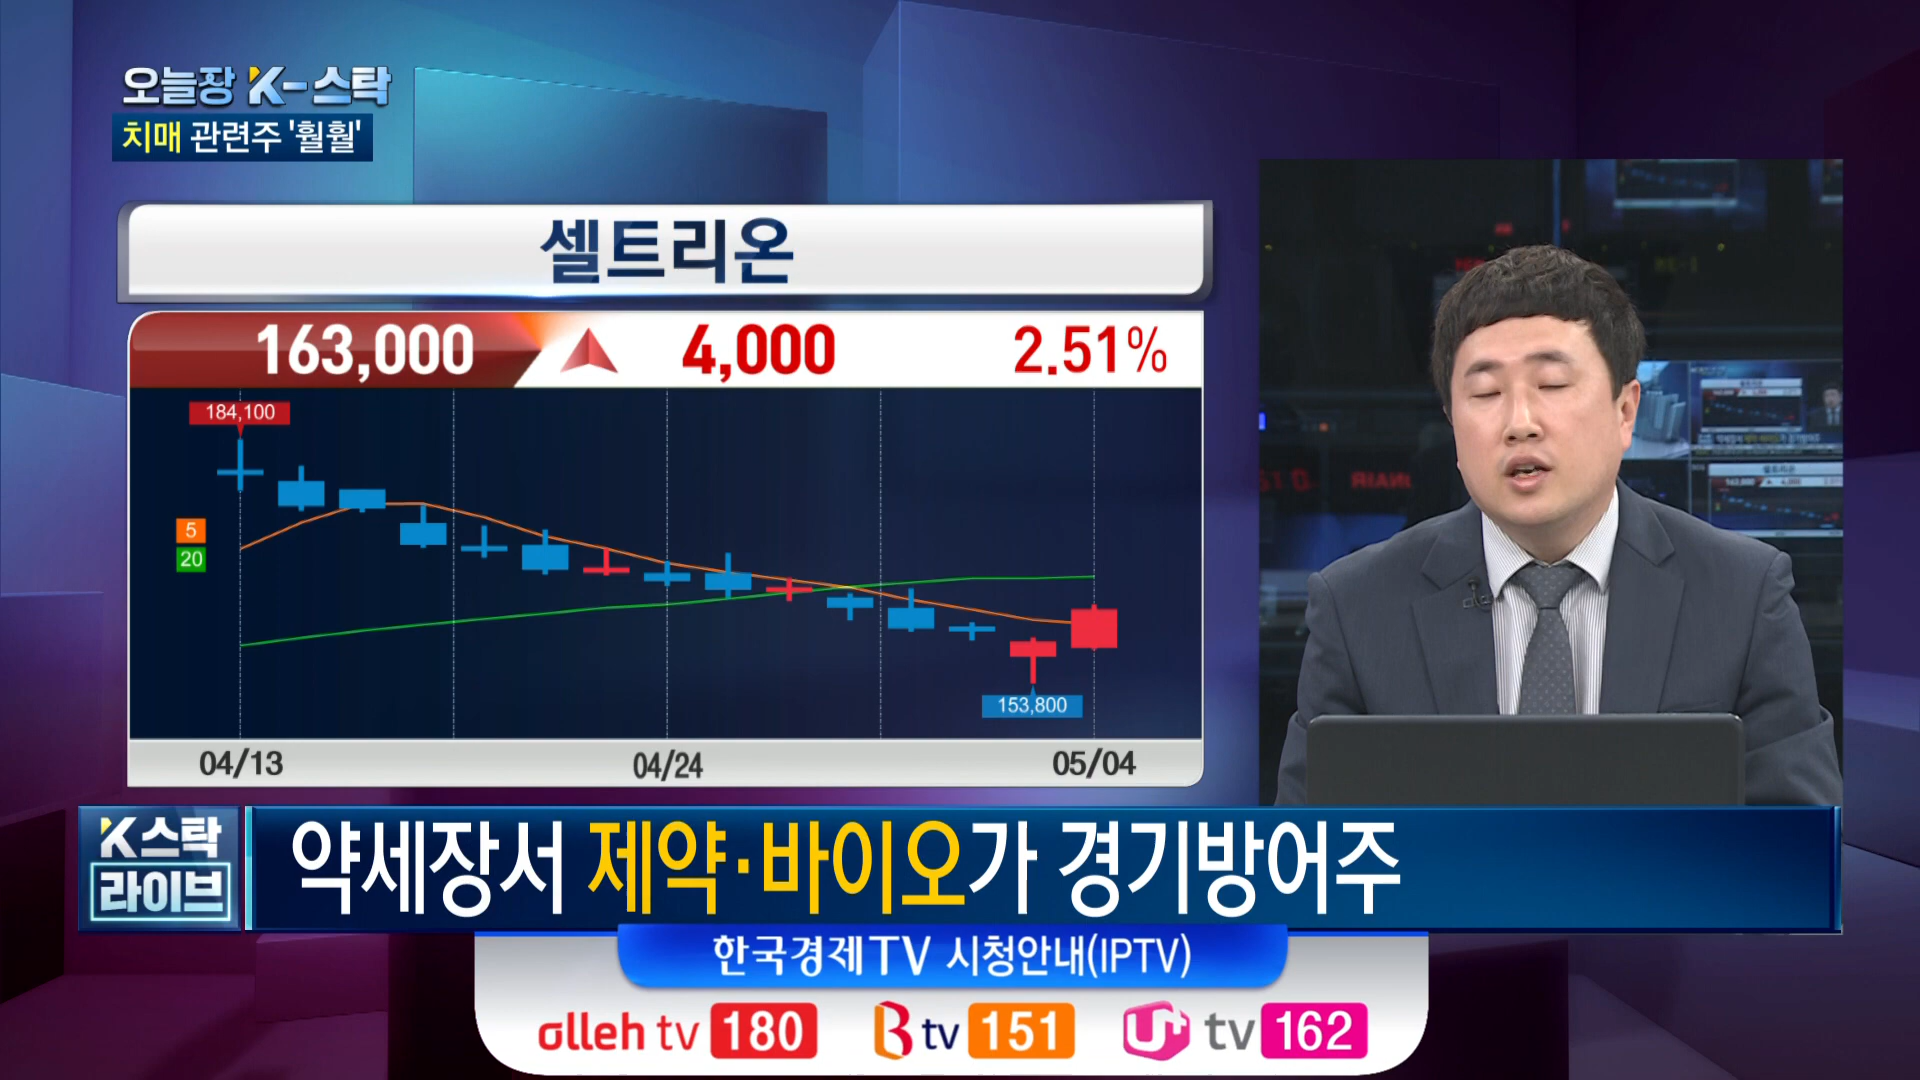 오늘장 K-스탁
치매 관련주 '훨훨'
셀트리온
163,000 4,000 2.51%
184,100
5
20
153,800
04/13 04/24 05/04
K스탁
라이브
약세장서 제약·바이오가 경기방어주
한국경제TV 시청안내(IPTV)
olleh tv 180 B tv 151 U+ tv 162